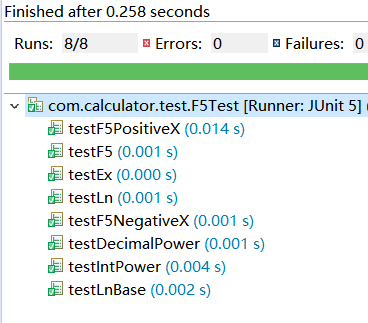 Finished after 0.258 seconds
Runs: 8/8 Errors: 0 Failures: 0
com.calculator.test.F5Test [Runner: JUnit 5] (
testF5PositiveX (0.014 s)
testF5 (0.001 s)
testEx (0.000 s)
testLn (0.001 s)
testF5NegativeX (0.001 s)
testDecimalPower (0.001 s)
testIntPower (0.004 s)
testLnBase (0.002 s)